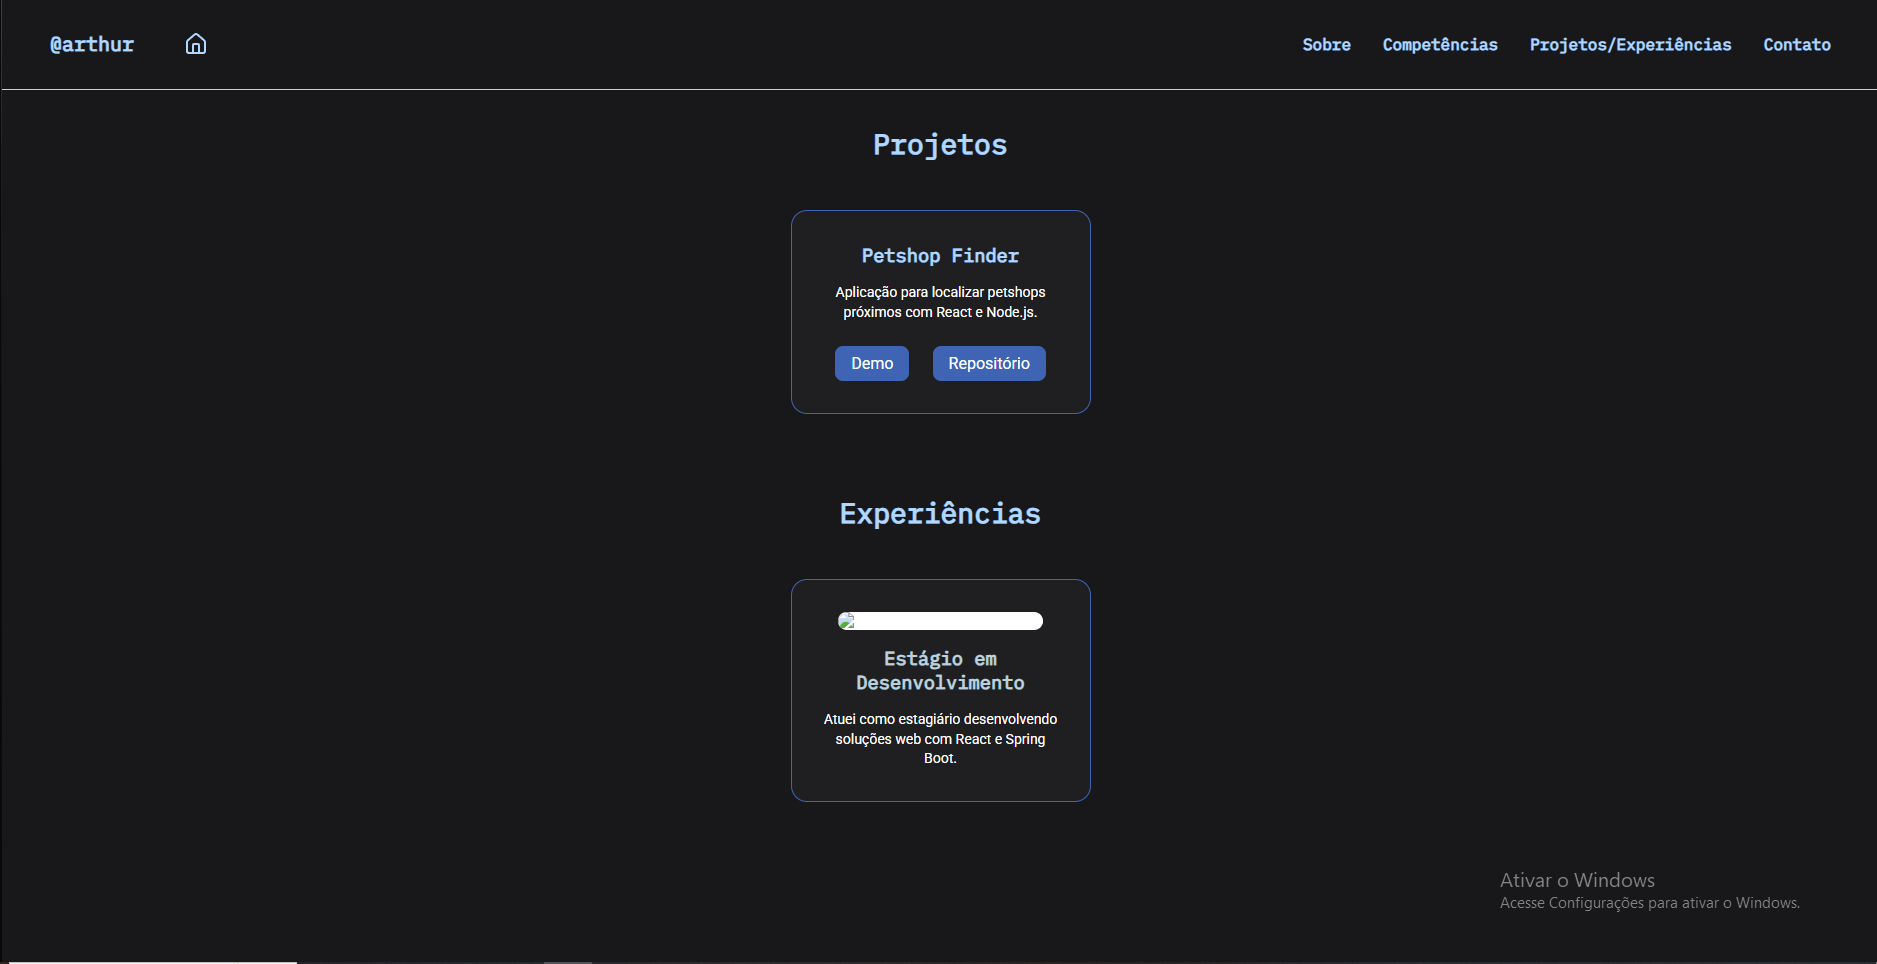 @arthur
Sobre Competências Projetos/Experiências Contato
Projetos
Petshop Finder
Aplicação para localizar petshops
próximos com React e Node.js.
Demo Repositório
Experiências
Estágio em
Desenvolvimento
Atuei como estagiário desenvolvendo
soluções web com React e Spring
Boot.
Ativar o Windows
Acesse Configurações para ativar o Windows.